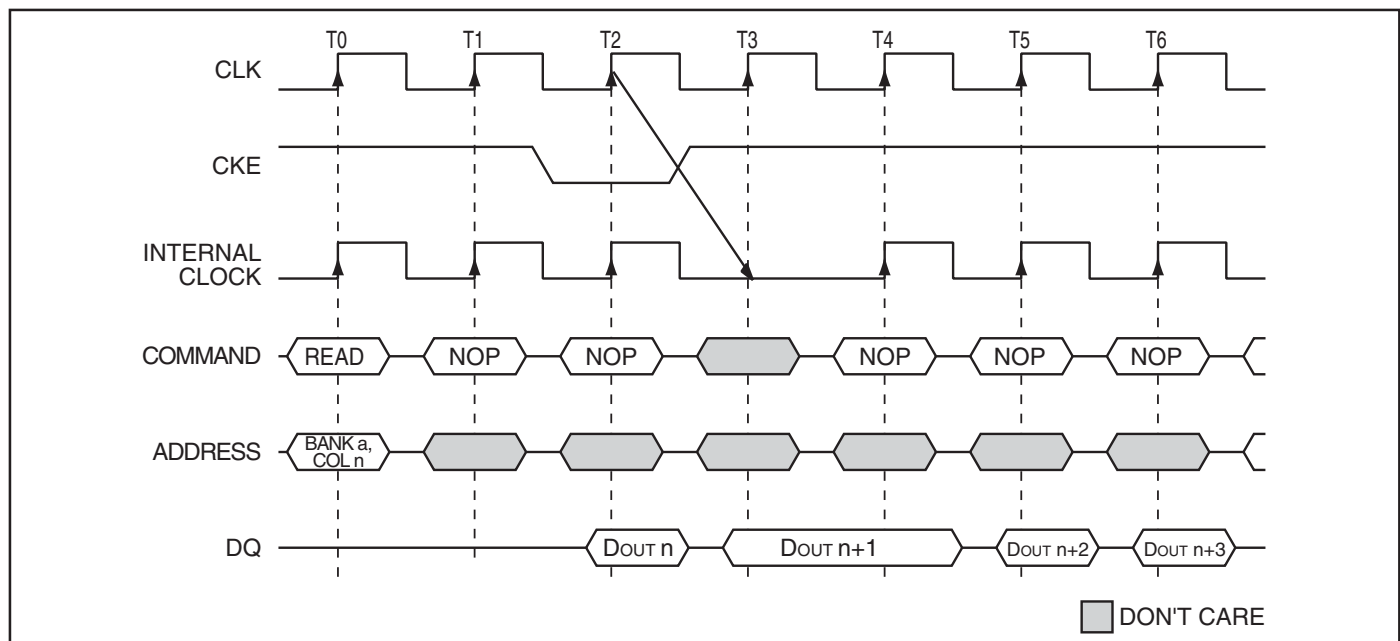 T0 T1 T2 T3 T4 T5 T6
CLK
CKE
INTERNAL
CLOCK
COMMAND READ NOP NOP NOP NOP NOP
ADDRESS BANK a,
COL n
DQ DOUT n DOUT n+1 DOUT n+2 DOUT n+3
DON'T CARE